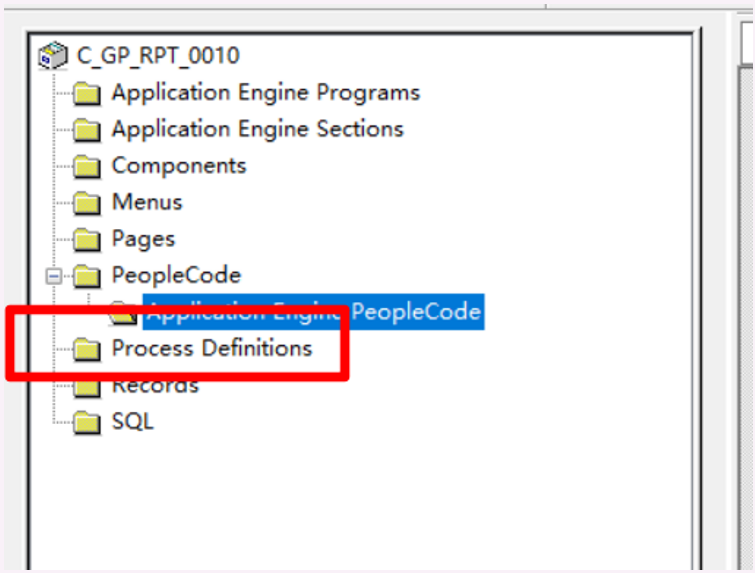 C_GP_RPT_0010
Application Engine Programs
Application Engine Sections
Components
Menus
Pages
PeopleCode
Application Engine PeopleCode
Process Definitions
Records
SQL